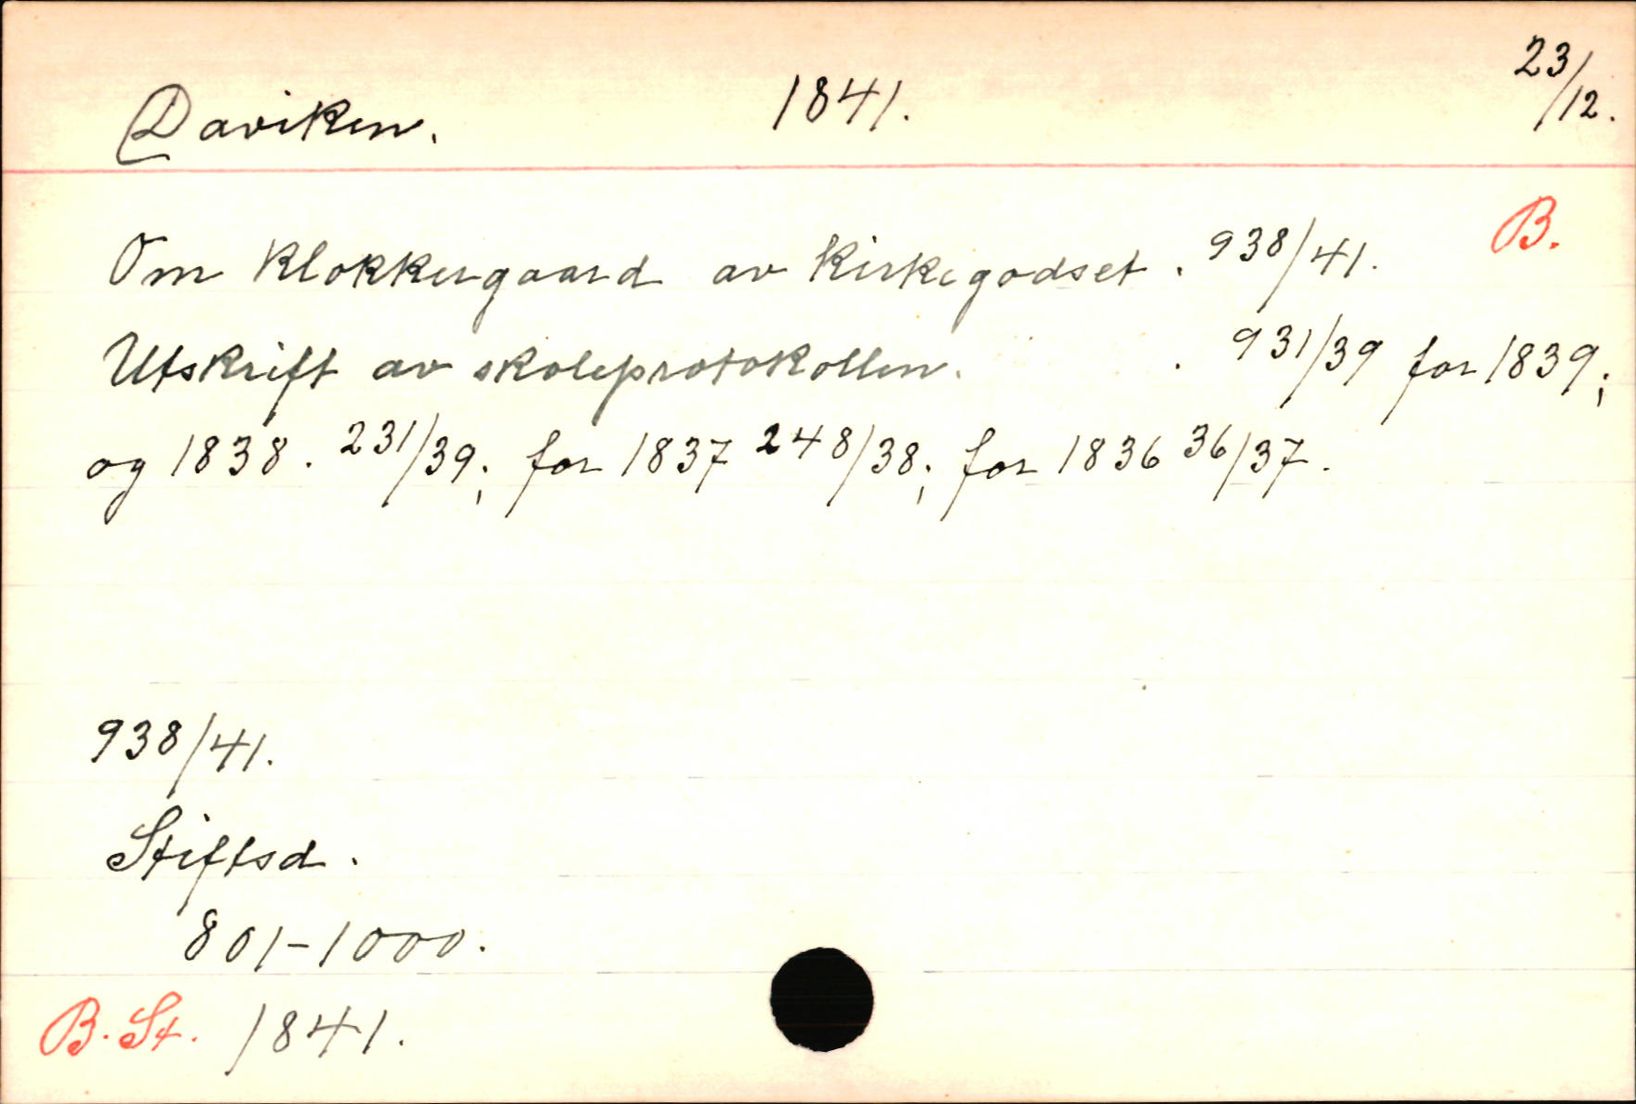 Daviken. 1841. 23/12.
B.
Om Klokkergaard av Kirkegodset. 938/41.
Utskrift av skoleprotokollen. . 931/39 for 1839;
og 1838. 231/39; for 1837 248/38; for 1836 36/37.
938/41.
Stiftsd.
801-1000.
B. St. 1841.